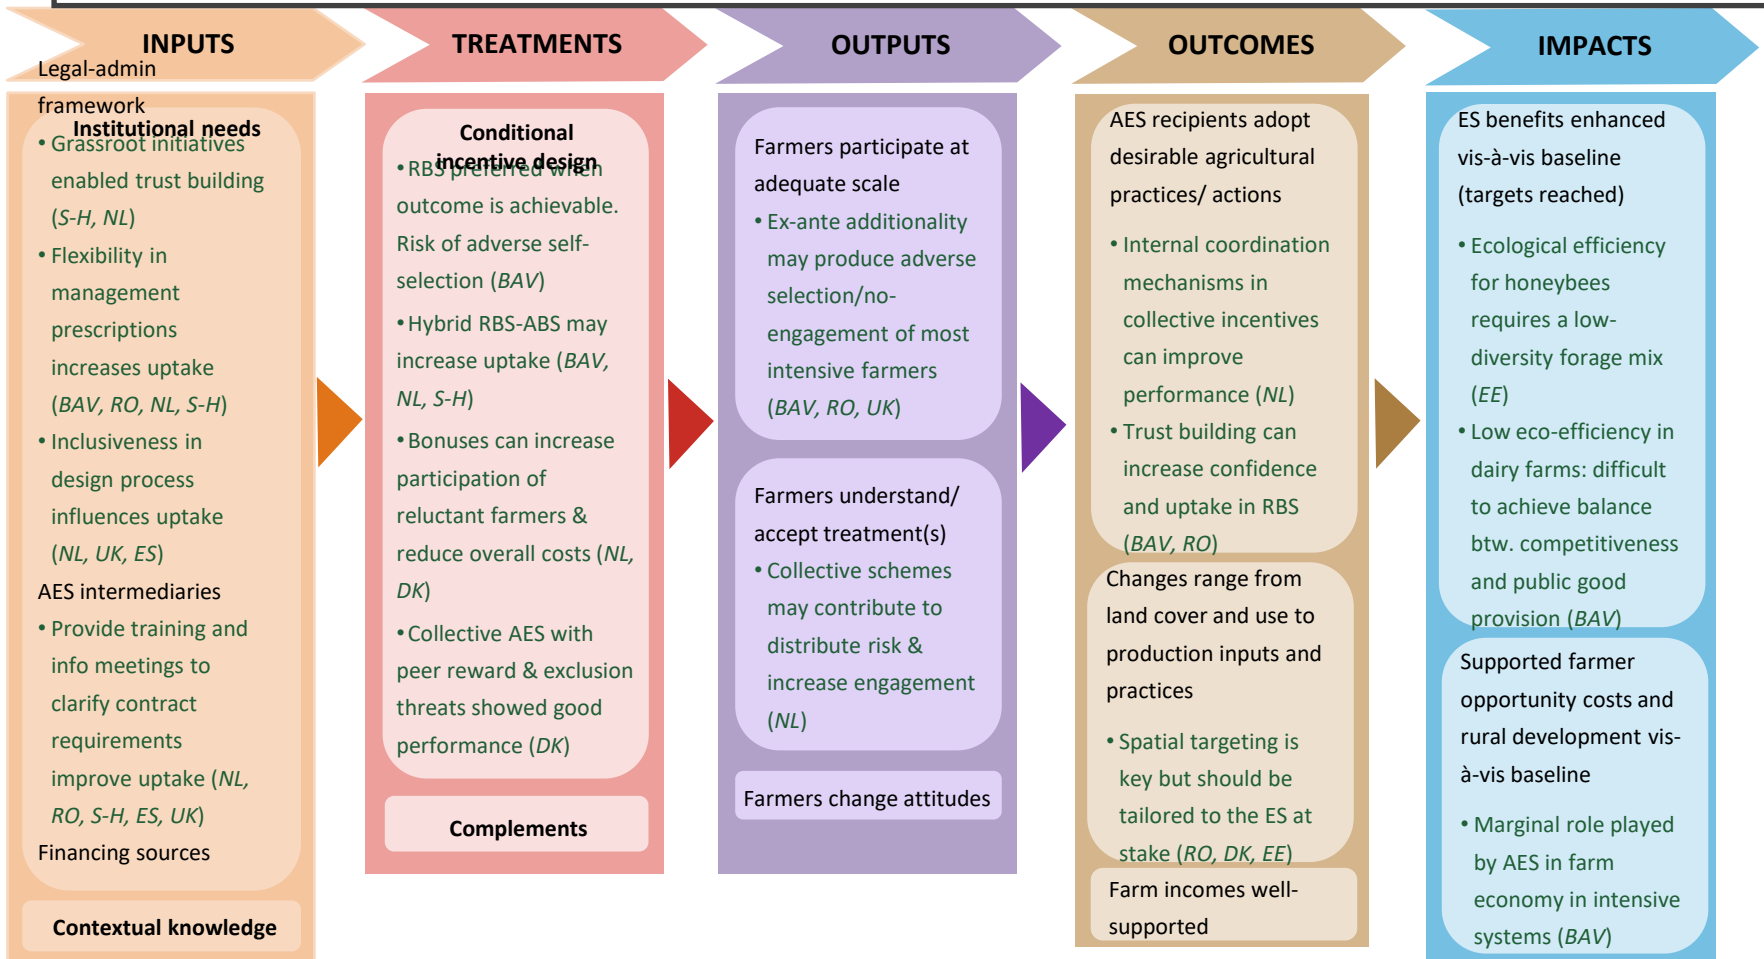 INPUTS
Legal-admin
framework
Institutional needs
• Grassroot initiatives
enabled trust building
(S-H, NL)
• Flexibility in
management
prescriptions
increases uptake
(BAV, RO, NL, S-H)
• Inclusiveness in
design process
influences uptake
(NL, UK, ES)
AES intermediaries
• Provide training and
info meetings to
clarify contract
requirements
improve uptake (NL,
RO, S-H, ES, UK)
Financing sources
Contextual knowledge
TREATMENTS
Conditional
incentive design
• RBS preferred when
outcome is achievable.
Risk of adverse self-
selection (BAV)
• Hybrid RBS-ABS may
increase uptake (BAV,
NL, S-H)
• Bonuses can increase
participation of
reluctant farmers &
reduce overall costs (NL,
DK)
• Collective AES with
peer reward & exclusion
threats showed good
performance (DK)
Complements
OUTPUTS
Farmers participate at
adequate scale
• Ex-ante additionality
may produce adverse
selection/no-
engagement of most
intensive farmers
(BAV, RO, UK)
Farmers understand/
accept treatment(s)
• Collective schemes
may contribute to
distribute risk &
increase engagement
(NL)
Farmers change attitudes
OUTCOMES
AES recipients adopt
desirable agricultural
practices/ actions
• Internal coordination
mechanisms in
collective incentives
can improve
performance (NL)
• Trust building can
increase confidence
and uptake in RBS
(BAV, RO)
Changes range from
land cover and use to
production inputs and
practices
• Spatial targeting is
key but should be
tailored to the ES at
stake (RO, DK, EE)
Farm incomes well-
supported
IMPACTS
ES benefits enhanced
vis-à-vis baseline
(targets reached)
• Ecological efficiency
for honeybees
requires a low-
diversity forage mix
(EE)
• Low eco-efficiency in
dairy farms: difficult
to achieve balance
btw. competitiveness
and public good
provision (BAV)
Supported farmer
opportunity costs and
rural development vis-
à-vis baseline
• Marginal role played
by AES in farm
economy in intensive
systems (BAV)